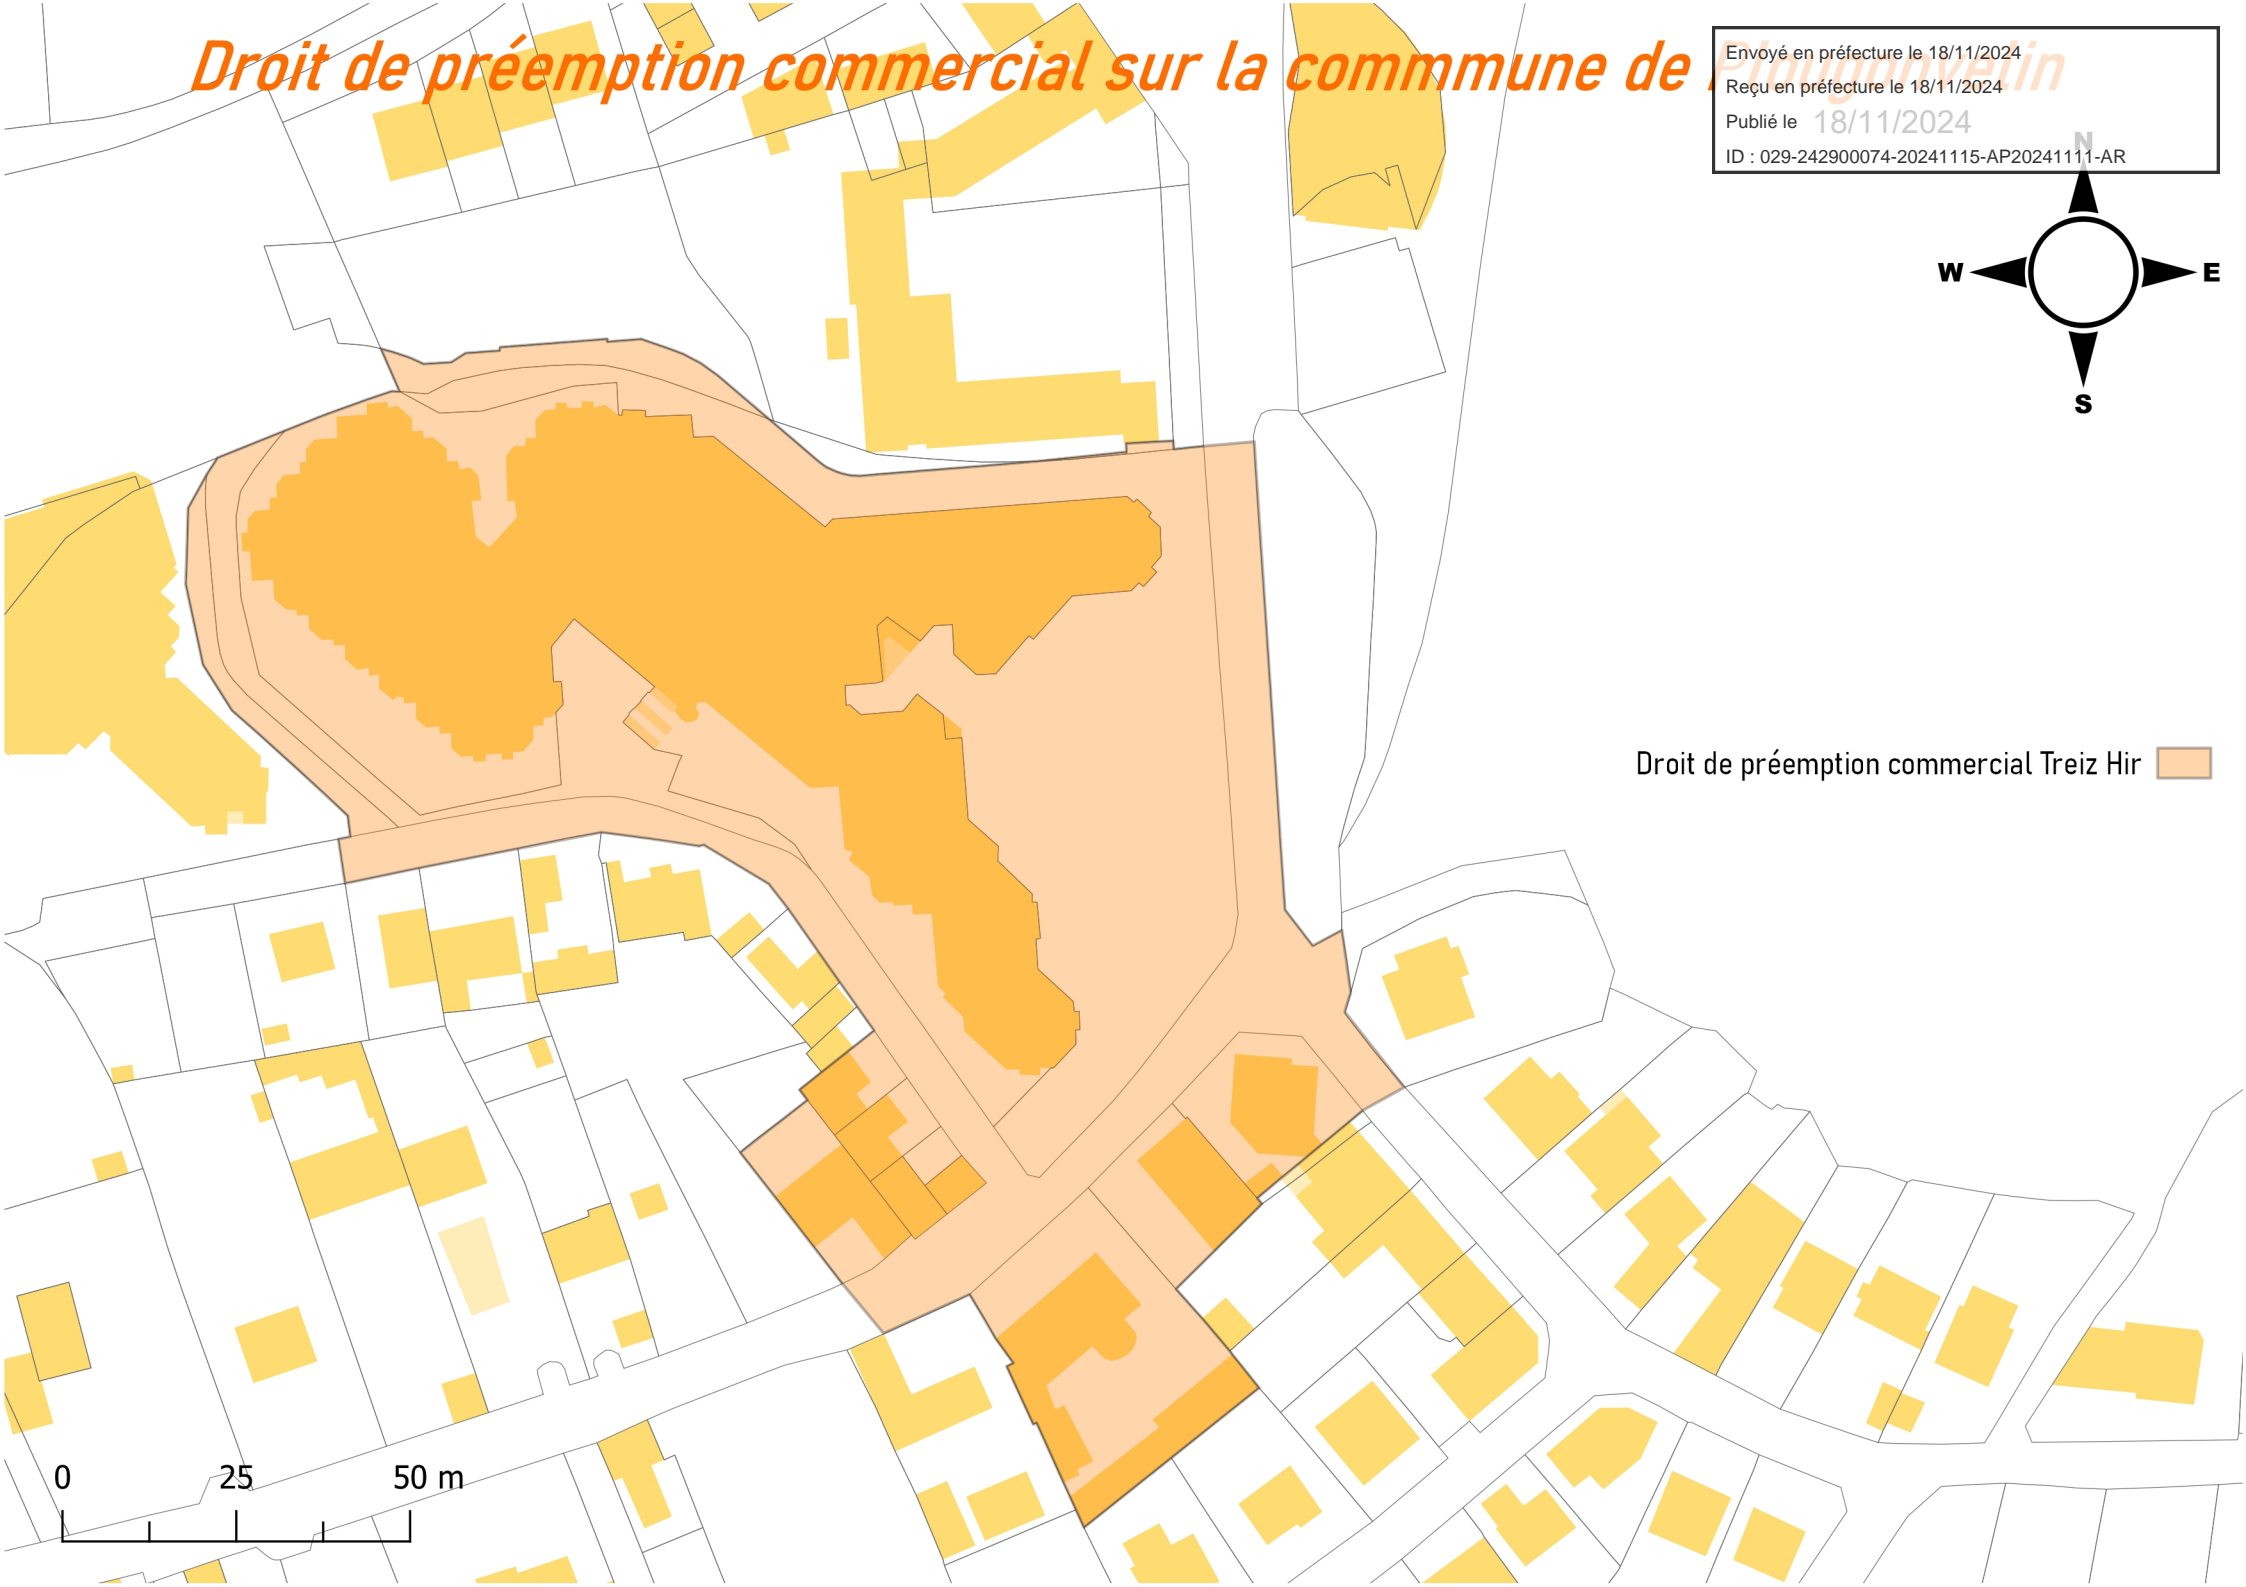 Droit de préemption commercial sur la commmune de Plougonvelin
Envoyé en préfecture le 18/11/2024
Reçu en préfecture le 18/11/2024
Publié le 18/11/2024
ID : 029-242900074-20241115-AP20241111-AR
N
W E
S
Droit de préemption commercial Treiz Hir
0 25 50 m